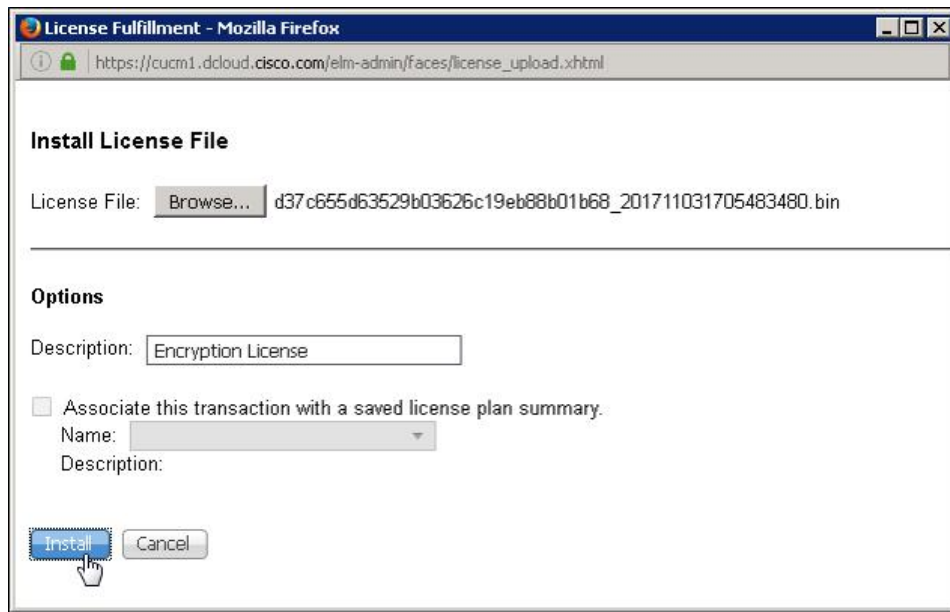 License Fulfillment - Mozilla Firefox
https://cucm1.dcloud.cisco.com/elm-admin/faces/license_upload.xhtml
Install License File
License File: Browse... d37c655d63529b03626c19eb88b01b68_201711031705483480.bin
Options
Description: Encryption License
Associate this transaction with a saved license plan summary.
Name:
Description:
Install Cancel